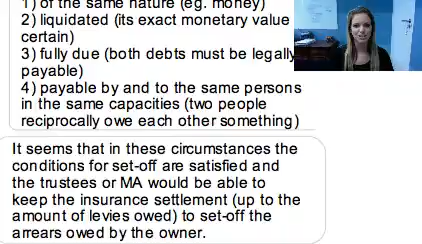 1) of the same nature (eg. money)
2) liquidated (its exact monetary value
certain)
3) fully due (both debts must be legally
payable)
4) payable by and to the same persons
in the same capacities (two people
reciprocally owe each other something)
It seems that in these circumstances the
conditions for set-off are satisfied and
the trustees or MA would be able to
keep the insurance settlement (up to the
amount of levies owed) to set-off the
arrears owed by the owner.